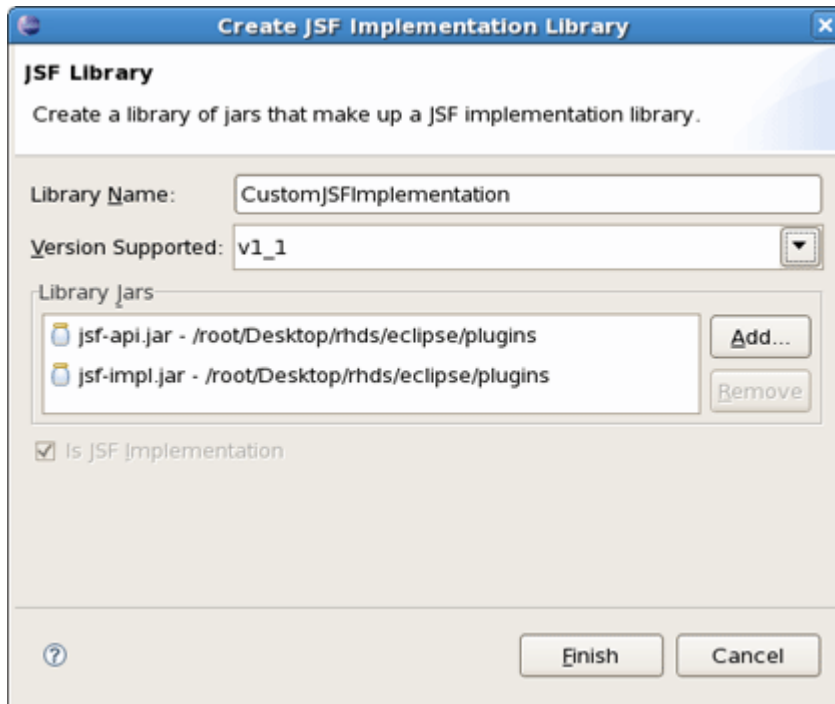 Create JSF Implementation Library
JSF Library
Create a library of jars that make up a JSF implementation library.
Library Name: CustomJSFImplementation
Version Supported: v1_1
Library Jars
jsf-api.jar - /root/Desktop/rhds/eclipse/plugins Add...
jsf-impl.jar - /root/Desktop/rhds/eclipse/plugins Remove
Is JSF Implementation
Finish Cancel